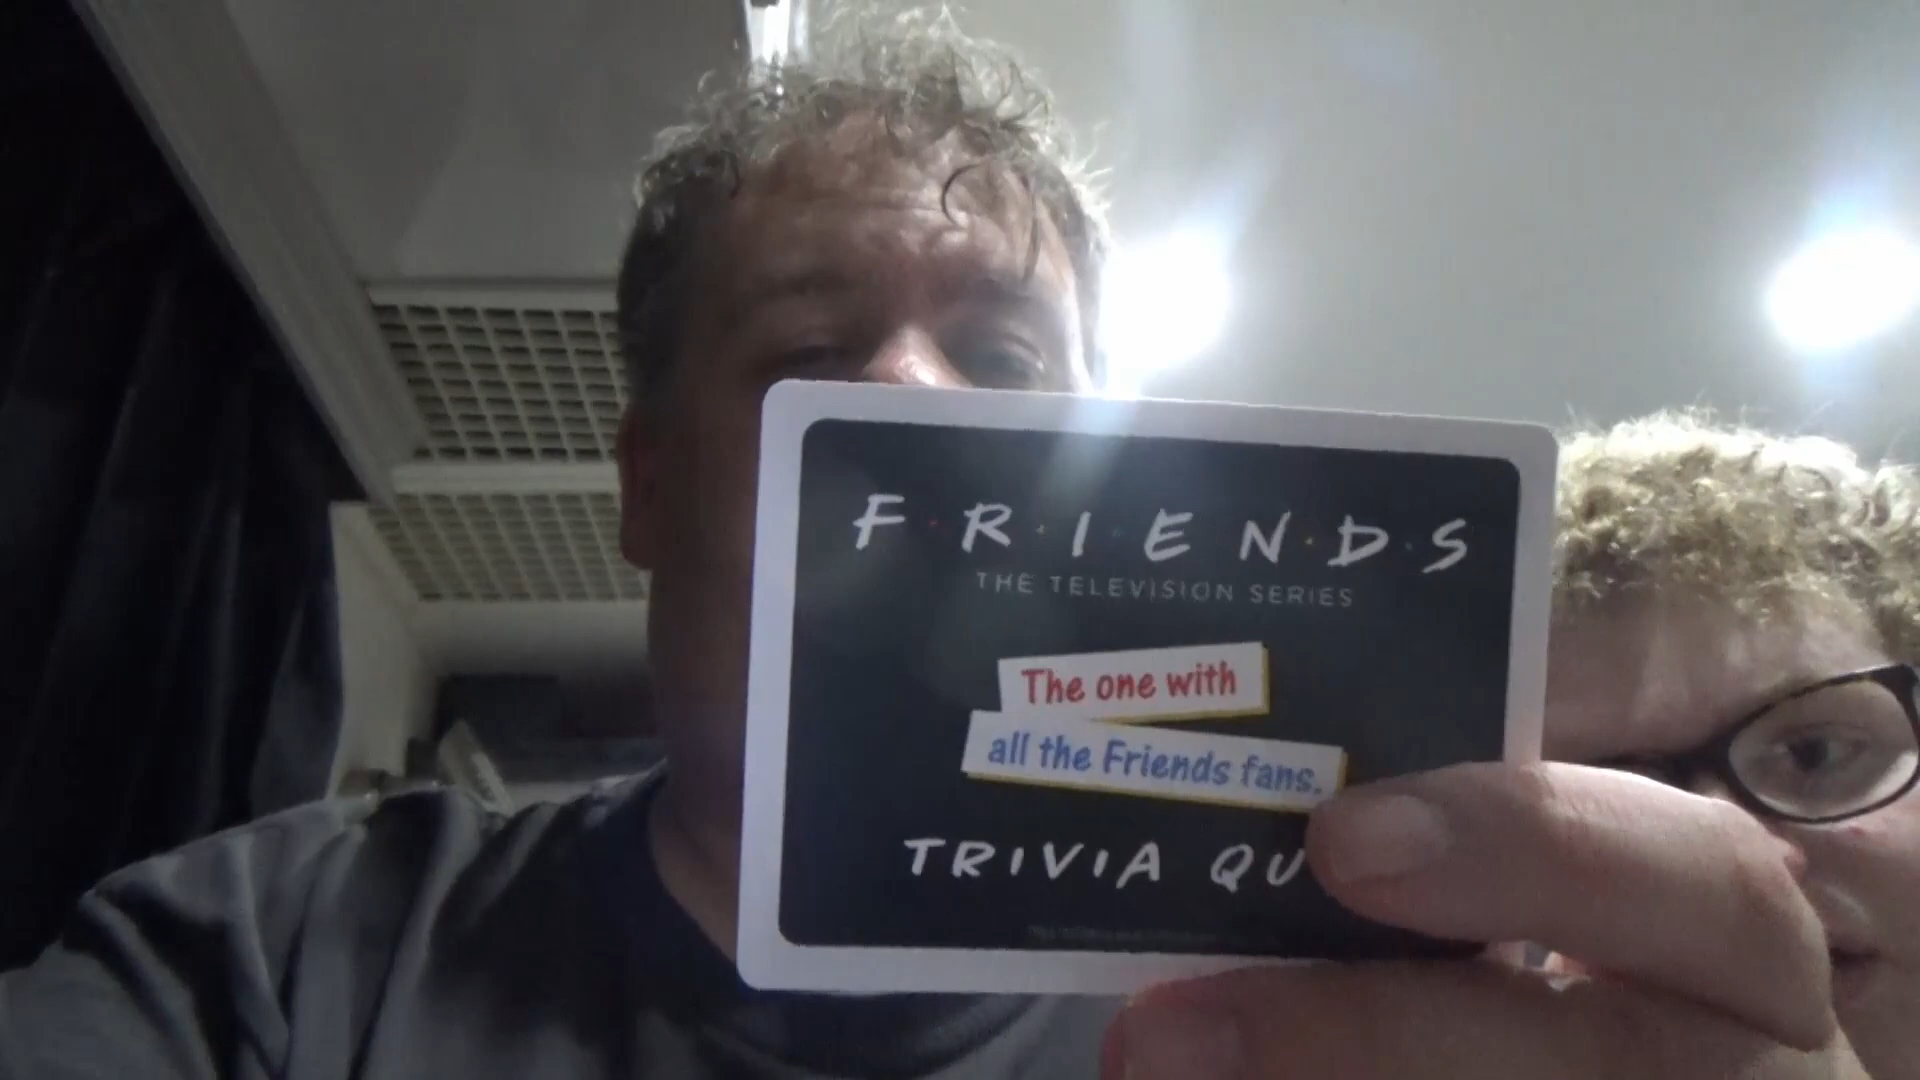 F·R·I·E·N·D·S
THE TELEVISION SERIES
The one with
all the Friends fans.
TRIVIA QU